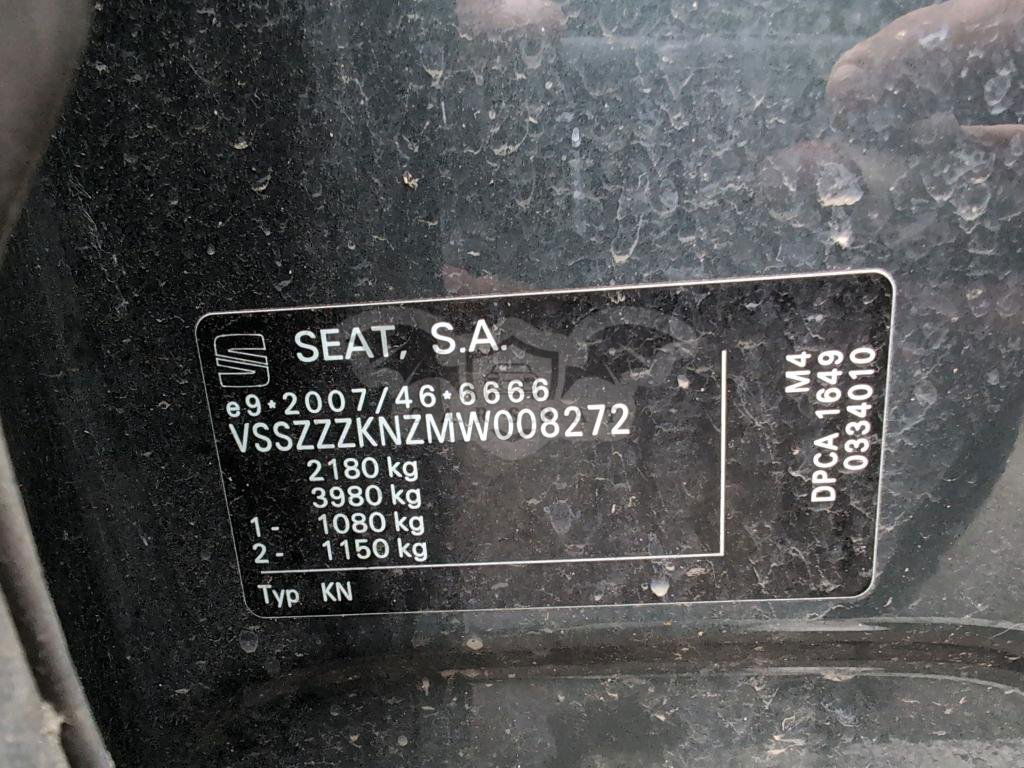 SEAT, S.A.
e9*2007/46*6666
VSSZZZKNZMW008272
2180 kg
3980 kg
1- 1080 kg
2- 1150 kg
Typ KN
M4
DPCA 1649
0334010